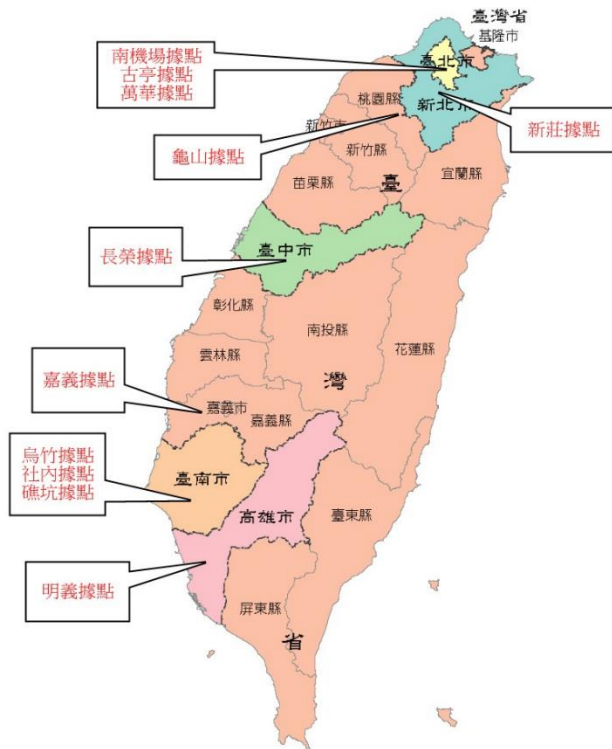 臺灣省
基隆市
南機場據點
古亭據點
萬華據點
臺北市
桃園縣
新北市
新莊據點
新竹市
龜山據點
新竹縣
宜蘭縣
苗栗縣
臺
長榮據點
臺中市
彰化縣
南投縣
花蓮縣
雲林縣
灣
嘉義據點
嘉義市
嘉義縣
烏竹據點
社內據點
礁坑據點
臺南市
高雄市
臺東縣
明義據點
屏東縣
省